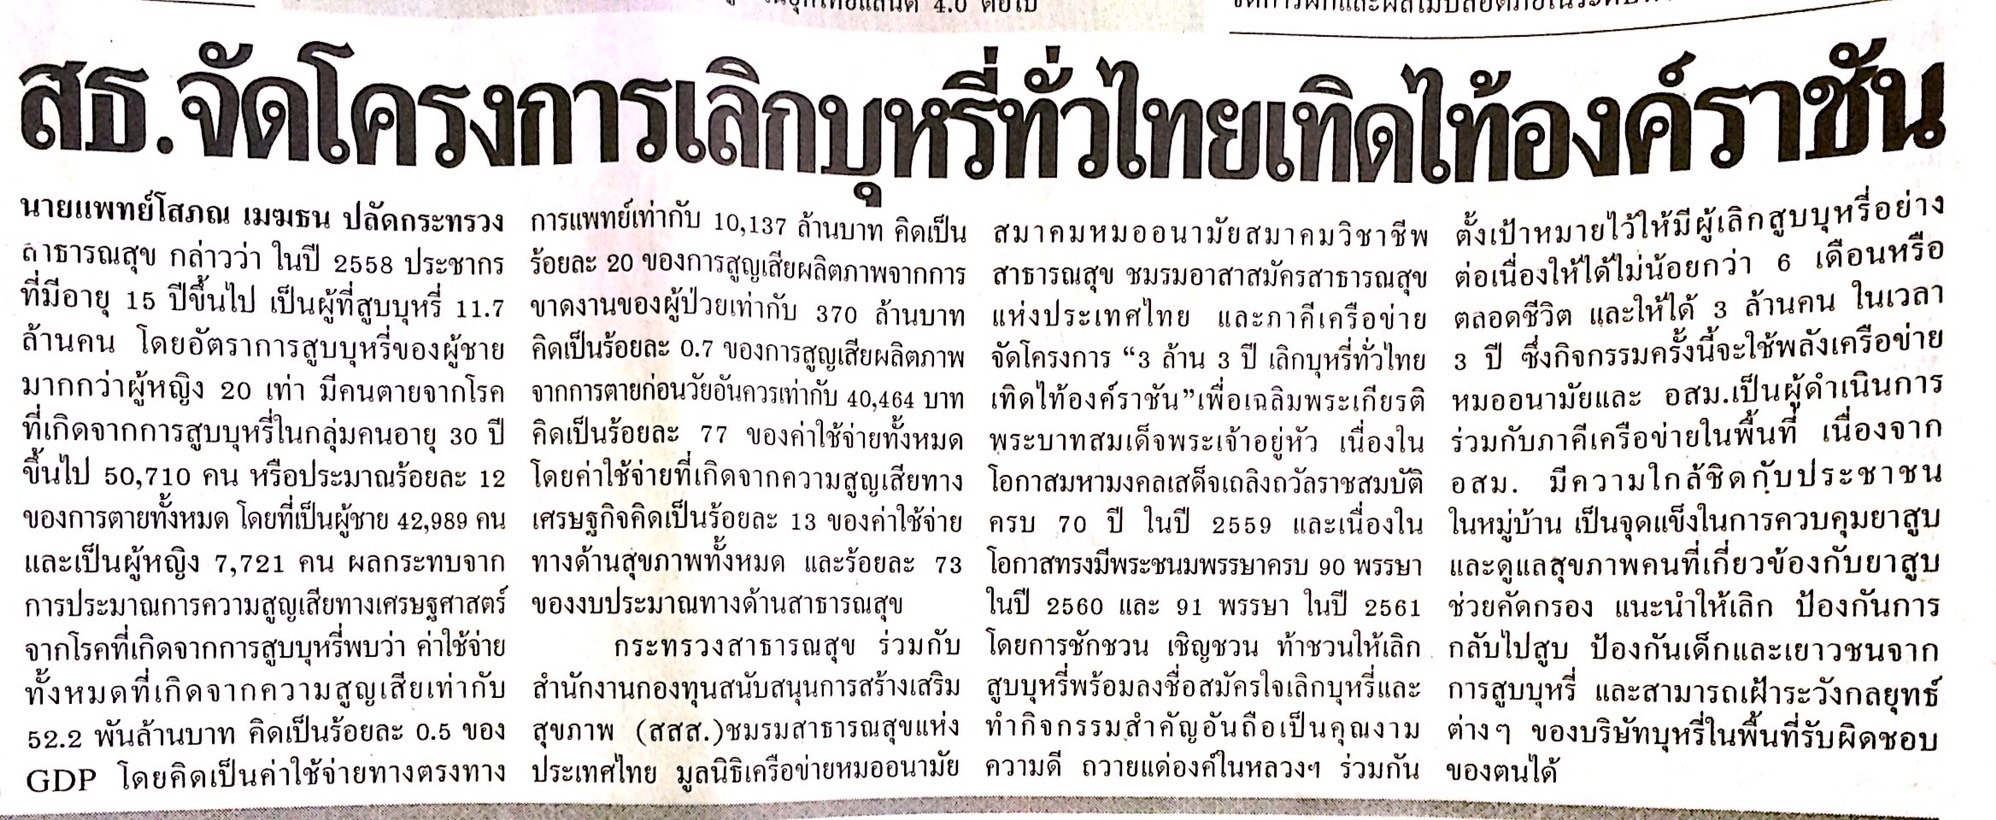 4.0 ต่อไป
สธ.จัดโครงการเลิกบุหรี่ทั่วไทยเทิดไท้องค์ราชัน
นายแพทย์โสภณ เมฆธน ปลัดกระทรวง
สาธารณสุข กล่าวว่า ในปี 2558 ประชากร
ที่มีอายุ 15 ปีขึ้นไป เป็นผู้ที่สูบบุหรี่ 11.7
ล้านคน โดยอัตราการสูบบุหรี่ของผู้ชาย
มากกว่าผู้หญิง 20 เท่า มีคนตายจากโรค
ที่เกิดจากการสูบบุหรี่ในกลุ่มคนอายุ 30 ปี
ขึ้นไป 50,710 คน หรือประมาณร้อยละ 12
ของการตายทั้งหมด โดยที่เป็นผู้ชาย 42,989 คน
และเป็นผู้หญิง 7,721 คน ผลกระทบจาก
การประมาณการความสูญเสียทางเศรษฐศาสตร์
จากโรคที่เกิดจากการสูบบุหรี่พบว่า ค่าใช้จ่าย
ทั้งหมดที่เกิดจากความสูญเสียเท่ากับ
52.2 พันล้านบาท คิดเป็นร้อยละ 0.5 ของ
GDP โดยคิดเป็นค่าใช้จ่ายทางตรงทาง
การแพทย์เท่ากับ 10,137 ล้านบาท คิดเป็น
ร้อยละ 20 ของการสูญเสียผลิตภาพจากการ
ขาดงานของผู้ป่วยเท่ากับ 370 ล้านบาท
คิดเป็นร้อยละ 0.7 ของการสูญเสียผลิตภาพ
จากการตายก่อนวัยอันควรเท่ากับ 40,464 บาท
คิดเป็นร้อยละ 77 ของค่าใช้จ่ายทั้งหมด
โดยค่าใช้จ่ายที่เกิดจากความสูญเสียทาง
เศรษฐกิจคิดเป็นร้อยละ 13 ของค่าใช้จ่าย
ทางด้านสุขภาพทั้งหมด และร้อยละ 73
ของงบประมาณทางด้านสาธารณสุข
กระทรวงสาธารณสุข ร่วมกับ
สำนักงานกองทุนสนับสนุนการสร้างเสริม
สุขภาพ (สสส.)ชมรมสาธารณสุขแห่ง
ประเทศไทย มูลนิธิเครือข่ายหมออนามัย
สมาคมหมออนามัยสมาคมวิชาชีพ
สาธารณสุข ชมรมอาสาสมัครสาธารณสุข
แห่งประเทศไทย และภาคีเครือข่าย
จัดโครงการ “3 ล้าน 3 ปี เลิกบุหรี่ทั่วไทย
เทิดไท้องค์ราชัน”เพื่อเฉลิมพระเกียรติ
พระบาทสมเด็จพระเจ้าอยู่หัว เนื่องใน
โอกาสมหามงคลเสด็จเถลิงถวัลราชสมบัติ
ครบ 70 ปี ในปี 2559 และเนื่องใน
โอกาสทรงมีพระชนมพรรษาครบ 90 พรรษา
ในปี 2560 และ 91 พรรษา ในปี 2561
โดยการชักชวน เชิญชวน ท้าชวนให้เลิก
สูบบุหรี่พร้อมลงชื่อสมัครใจเลิกบุหรี่และ
ทำกิจกรรมสำคัญอันถือเป็นคุณงาม
ความดี ถวายแด่องค์ในหลวงฯ ร่วมกัน
ตั้งเป้าหมายไว้ให้มีผู้เลิกสูบบุหรี่อย่าง
ต่อเนื่องให้ได้ไม่น้อยกว่า 6 เดือนหรือ
ตลอดชีวิต และให้ได้ 3 ล้านคน ในเวลา
3 ปี ซึ่งกิจกรรมครั้งนี้จะใช้พลังเครือข่าย
หมออนามัยและ อสม.เป็นผู้ดำเนินการ
ร่วมกับภาคีเครือข่ายในพื้นที่ เนื่องจาก
อสม. มีความใกล้ชิดกับประชาชน
ในหมู่บ้าน เป็นจุดแข็งในการควบคุมยาสูบ
และดูแลสุขภาพคนที่เกี่ยวข้องกับยาสูบ
ช่วยคัดกรอง แนะนำให้เลิก ป้องกันการ
กลับไปสูบ ป้องกันเด็กและเยาวชนจาก
การสูบบุหรี่ และสามารถเฝ้าระวังกลยุทธ์
ต่างๆ ของบริษัทบุหรี่ในพื้นที่รับผิดชอบ
ของตนได้